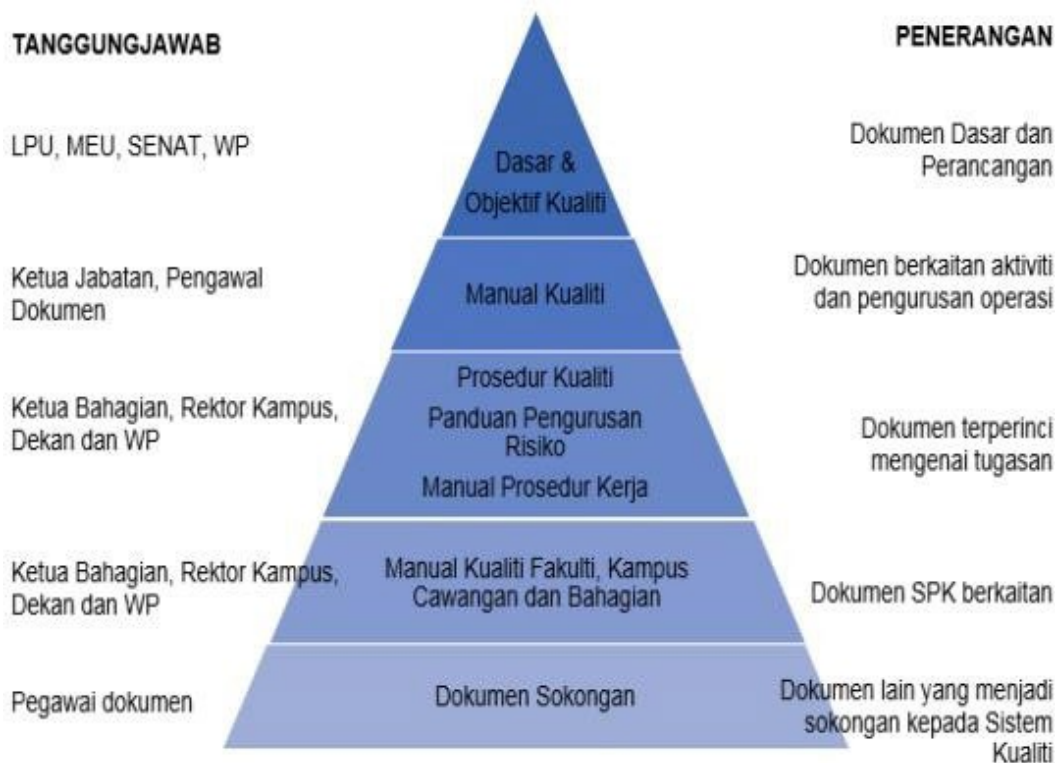 TANGGUNGJAWAB
PENERANGAN
LPU, MEU, SENAT, WP
Dasar &
Objektif Kualiti
Dokumen Dasar dan
Perancangan
Ketua Jabatan, Pengawal
Dokumen
Manual Kualiti
Dokumen berkaitan aktiviti
dan pengurusan operasi
Ketua Bahagian, Rektor Kampus,
Dekan dan WP
Prosedur Kualiti
Panduan Pengurusan
Risiko
Manual Prosedur Kerja
Dokumen terperinci
mengenai tugasan
Ketua Bahagian, Rektor Kampus,
Dekan dan WP
Manual Kualiti Fakulti, Kampus
Cawangan dan Bahagian
Dokumen SPK berkaitan
Pegawai dokumen
Dokumen Sokongan
Dokumen lain yang menjadi
sokongan kepada Sistem
Kualiti